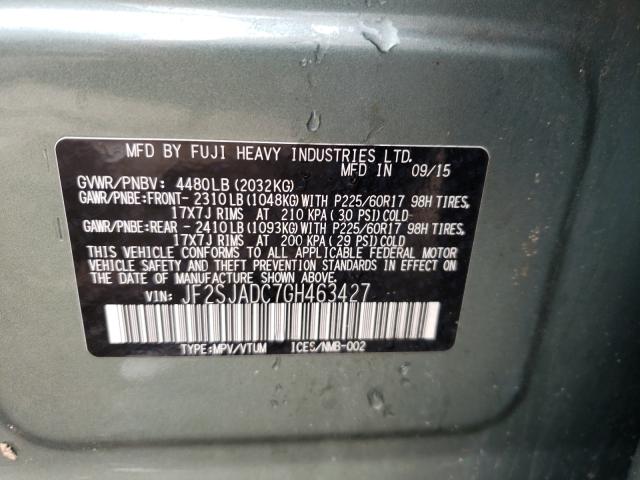 MFD BY FUJI HEAVY INDUSTRIES LTD.
MFD IN 09/15
GVWR/PNBV: 4480LB(2032KG)
GAWR/PNBE:FRONT- 2310LB(1048KG)WITH P225/60R17 98H TIRES,
17X7J RIMS AT 210 KPA(30 PSI)COLD
GAWR/PNBE:REAR - 2410LB(1093KG)WITH P225/60R17 98H TIRES,
17X7J RIMS AT 200 KPA(29 PSI)COLD
THIS VEHICLE CONFORMS TO ALL APPLICABLE FEDERAL MOTOR
VEHICLE SAFETY AND THEFT PREVENTION STANDARDS IN EFFECT ON
THE DATE OF MANUFACTURE SHOWN ABOVE.
VIN: JF2SJADC7GH463427
TYPE:MPV/VTUM ICES/NMB-002